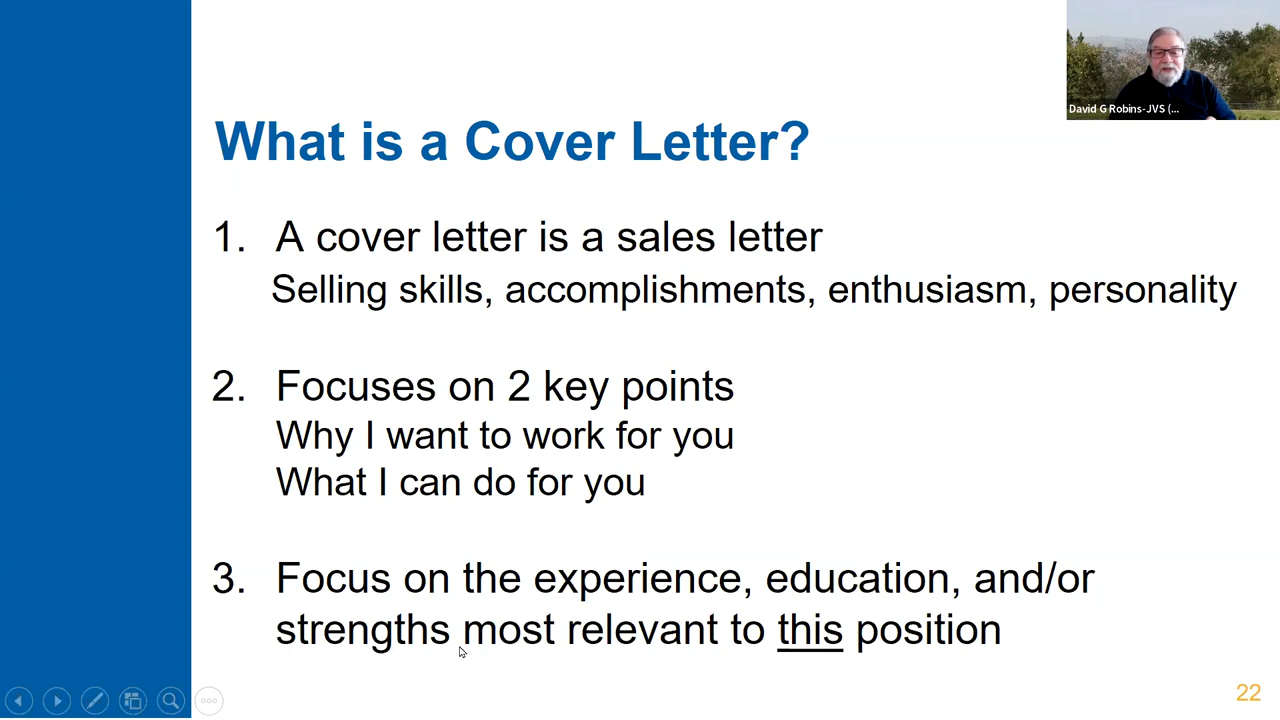 David G Robins-JVS (...
What is a Cover Letter?
1. A cover letter is a sales letter
Selling skills, accomplishments, enthusiasm, personality
2. Focuses on 2 key points
Why I want to work for you
What I can do for you
3. Focus on the experience, education, and/or
strengths most relevant to this position
22